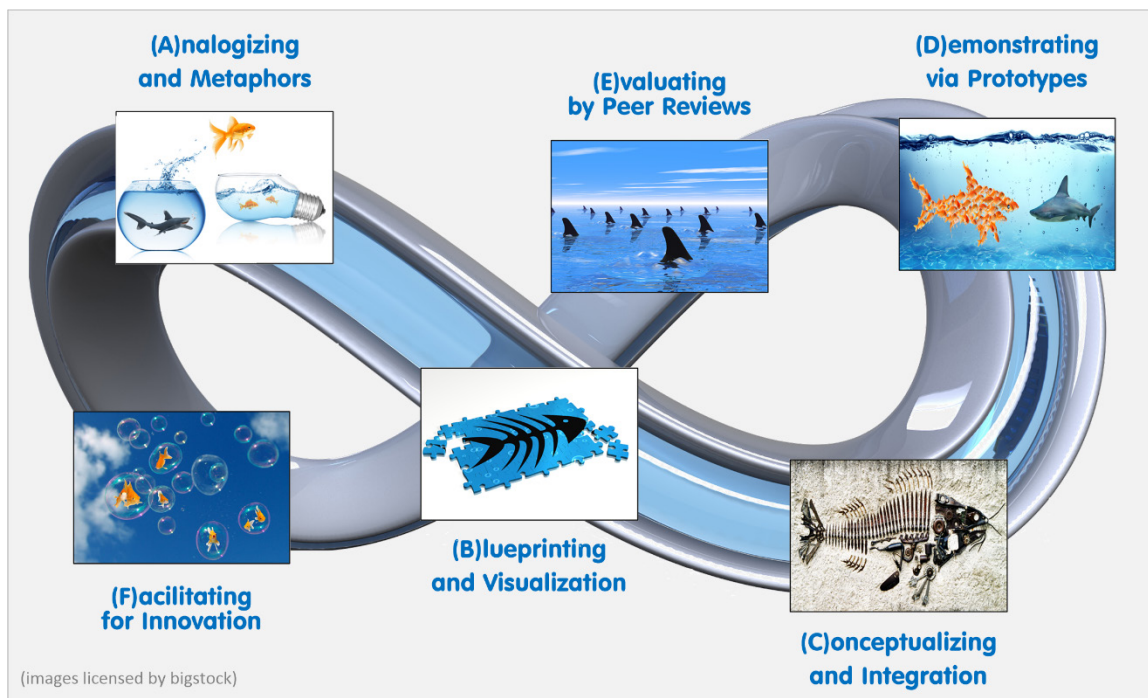 (A)nalogizing
and Metaphors
(B)lueprinting
and Visualization
(C)onceptualizing
and Integration
(D)emonstrating
via Prototypes
(E)valuating
by Peer Reviews
(F)acilitating
for Innovation
(images licensed by bigstock)